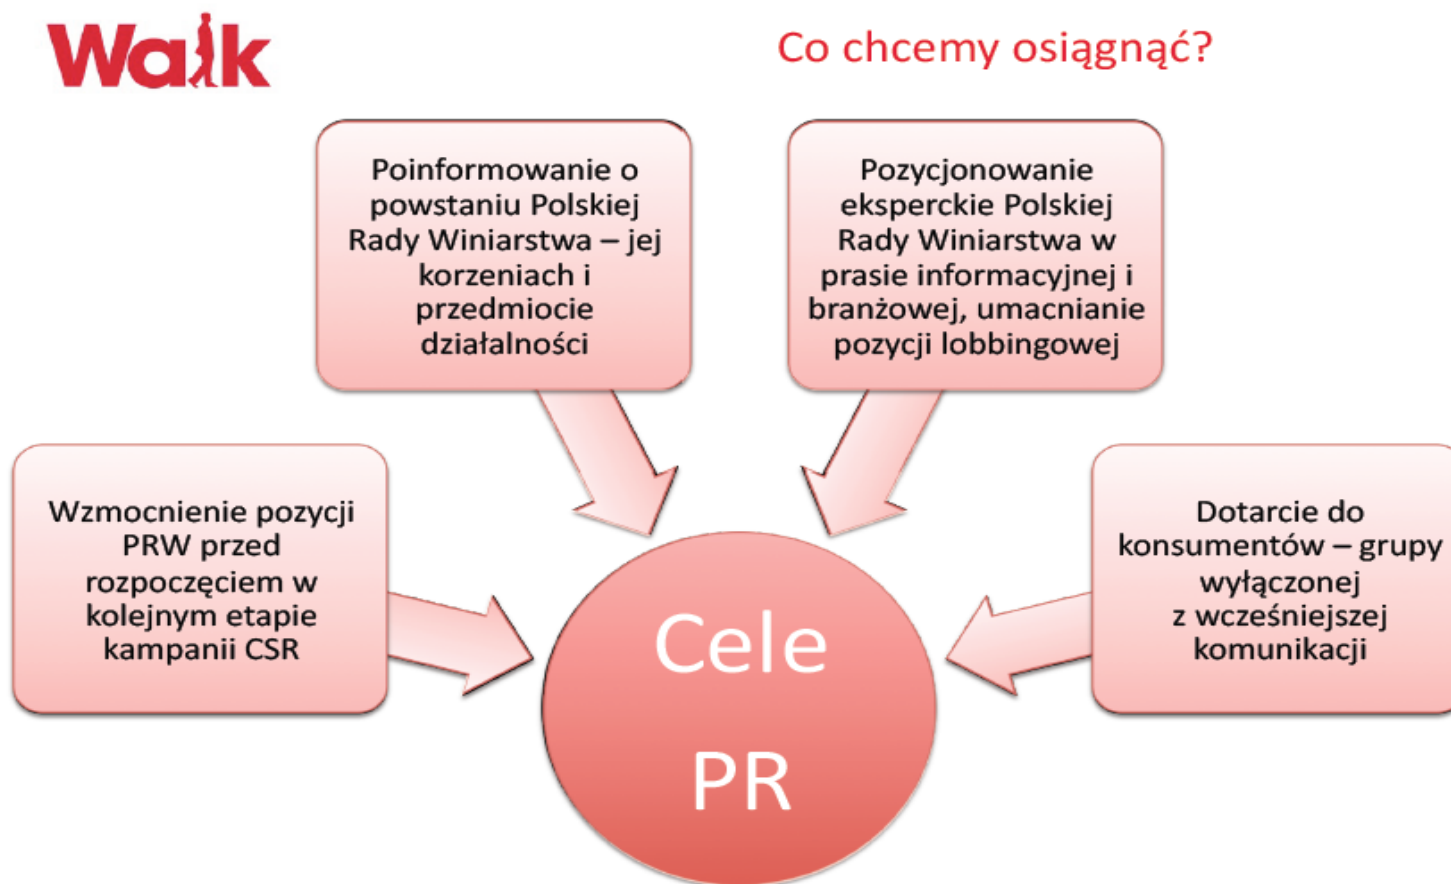 Walk
Co chcemy osiągnąć?
Poinformowanie o
powstaniu Polskiej
Rady Winiarstwa – jej
korzeniach i
przedmiocie
działalności
Pozycjonowanie
eksperckie Polskiej
Rady Winiarstwa w
prasie informacyjnej i
branżowej, umacnianie
pozycji lobbingowej
Wzmocnienie pozycji
PRW przed
rozpoczęciem w
kolejnym etapie
kampanii CSR
Dotarcie do
konsumentów – grupy
wyłączonej
z wcześniejszej
komunikacji
Cele
PR